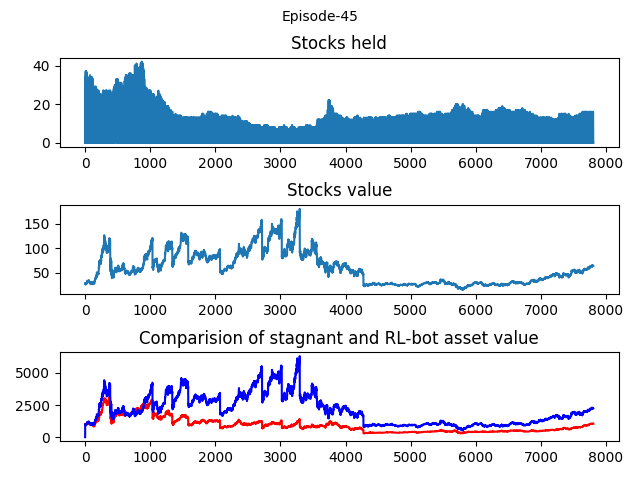 Episode-45
Stocks held
40
20
0
0 1000 2000 3000 4000 5000 6000 7000 8000
Stocks value
150
100
50
0 1000 2000 3000 4000 5000 6000 7000 8000
Comparision of stagnant and RL-bot asset value
5000
2500
0
0 1000 2000 3000 4000 5000 6000 7000 8000